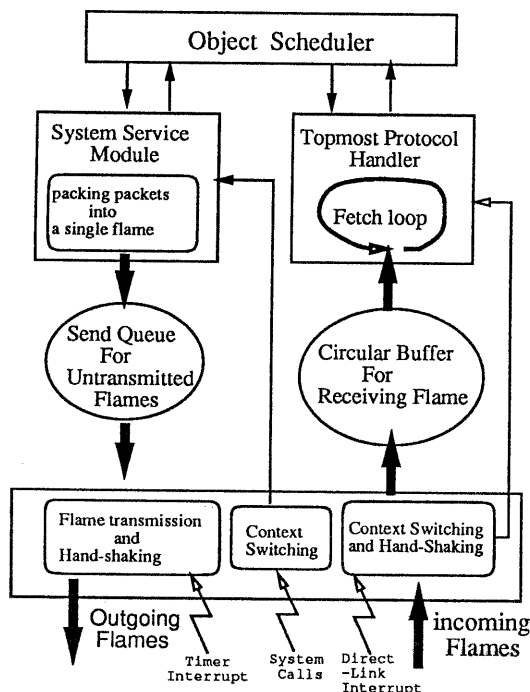 Object Scheduler
System Service
Module
packing packets
into
a single flame
Topmost Protocol
Handler
Fetch loop
Send Queue
For
Untransmitted
Flames
Circular Buffer
For
Receiving Flame
Flame transmission
and
Hand-shaking
Context
Switching
Context Switching
and Hand-Shaking
Outgoing
Flames
Timer
Interrupt
System
Calls
Direct
-Link
Interrupt
incoming
Flames